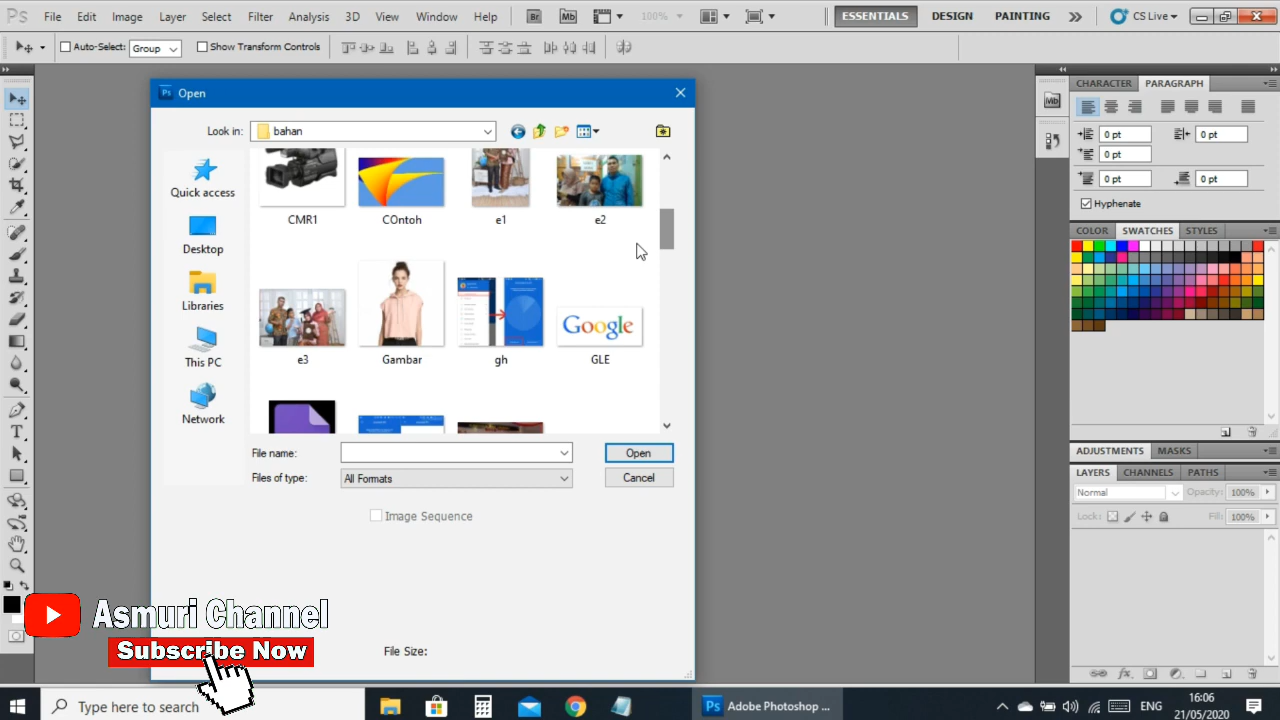 Ps File Edit Image Layer Select Filter Analysis 3D View Window Help Br Mb 100% ESSENTIALS DESIGN PAINTING CS Live
Auto-Select: Group Show Transform Controls
Ps Open
Look in: bahan
Quick access
Desktop
Libraries
This PC
Network
CMR1 COntoh e1 e2
Google
e3 Gambar gh GLE
File name: Open
Files of type: All Formats Cancel
Image Sequence
File Size:
Mb
CHARACTER PARAGRAPH
0 pt 0 pt
0 pt
0 pt 0 pt
Hyphenate
COLOR SWATCHES STYLES
ADJUSTMENTS MASKS
LAYERS CHANNELS PATHS
Normal Opacity: 100%
Lock: Fill: 100%
Asmuri Channel
Subscribe Now
Type here to search
Ps Adobe Photoshop ...
ENG
16:06
21/05/2020